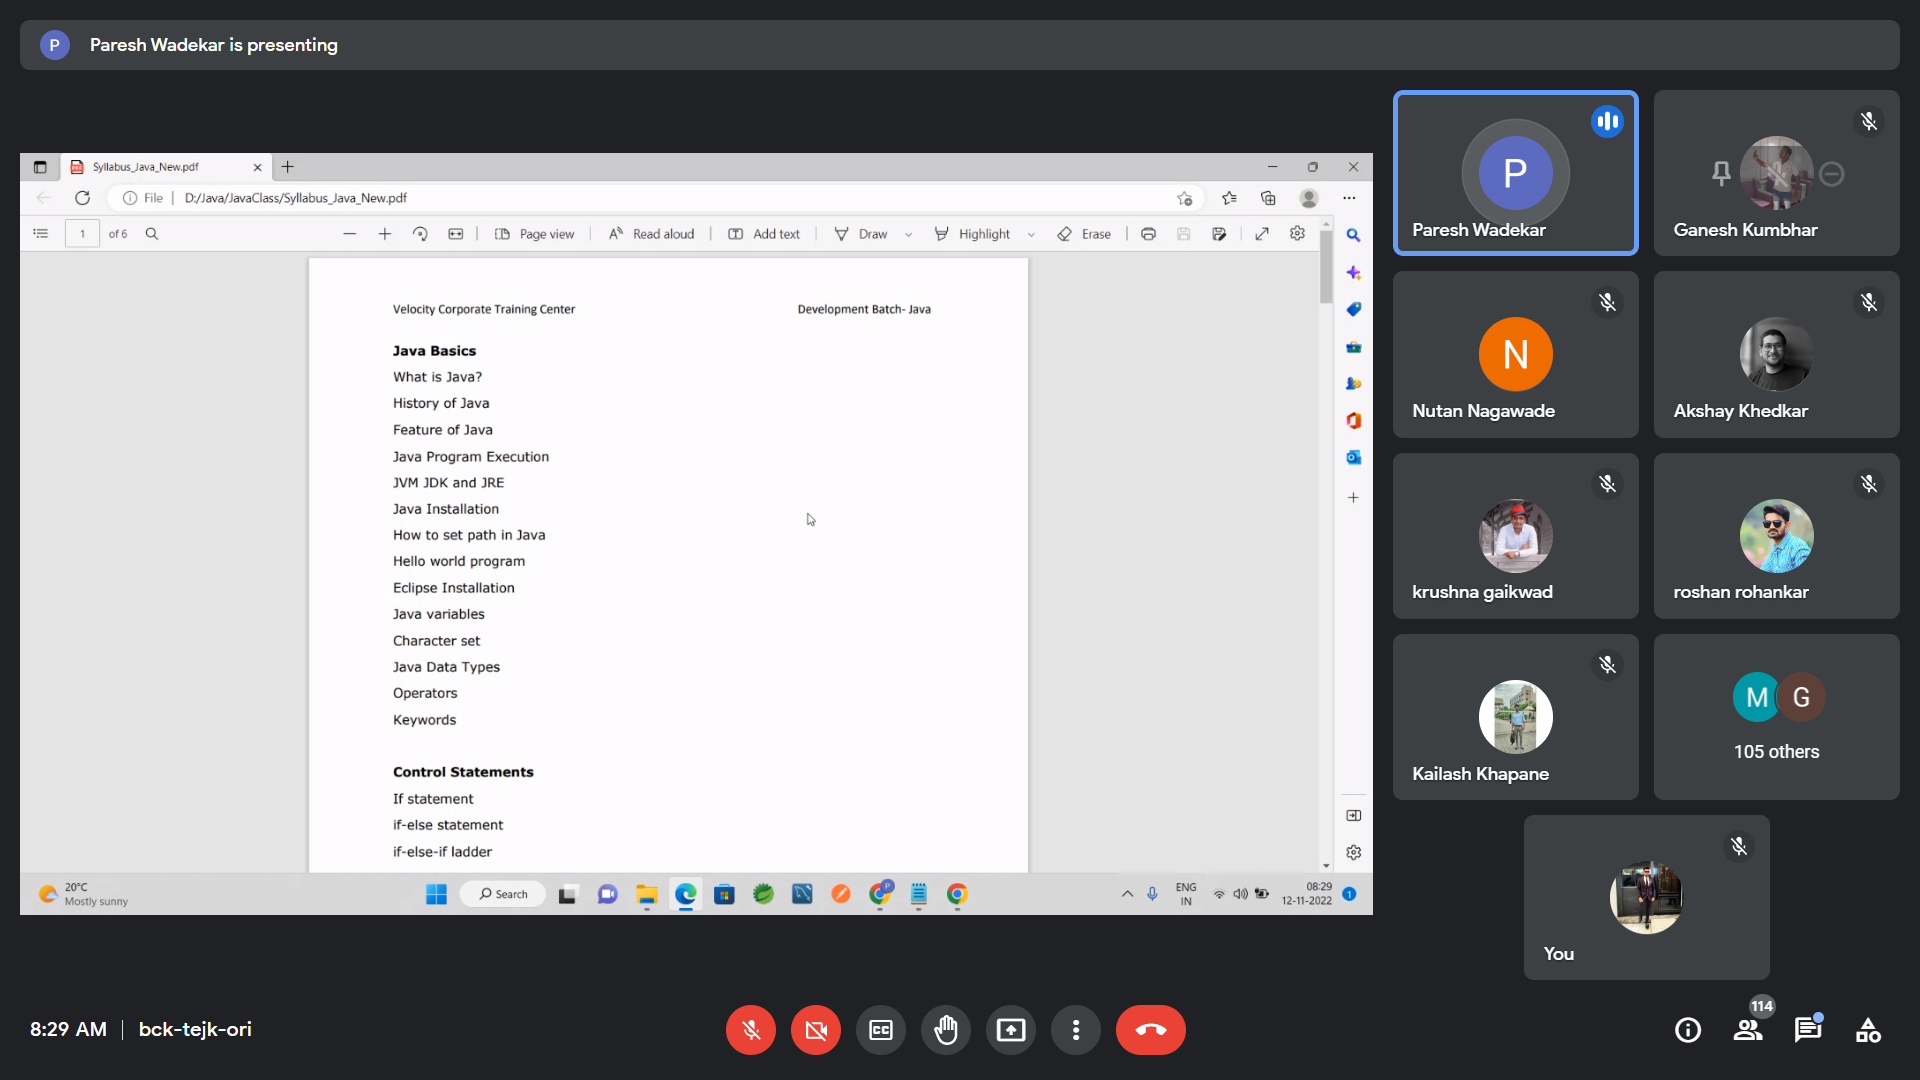 P Paresh Wadekar is presenting
Syllabus_Java_New.pdf
File | D:/Java/JavaClass/Syllabus_Java_New.pdf
1 of 6 Page view Read aloud Add text Draw Highlight Erase
Velocity Corporate Training Center Development Batch- Java
Java Basics
What is Java?
History of Java
Feature of Java
Java Program Execution
JVM JDK and JRE
Java Installation
How to set path in Java
Hello world program
Eclipse Installation
Java variables
Character set
Java Data Types
Operators
Keywords
Control Statements
If statement
if-else statement
if-else-if ladder
20°C
Mostly sunny
Search
P
ENG
IN
08:29
12-11-2022
1
P
Paresh Wadekar
Ganesh Kumbhar
N
Nutan Nagawade
Akshay Khedkar
krushna gaikwad
roshan rohankar
Kailash Khapane
M G
105 others
You
8:29 AM | bck-tejk-ori
CC
114